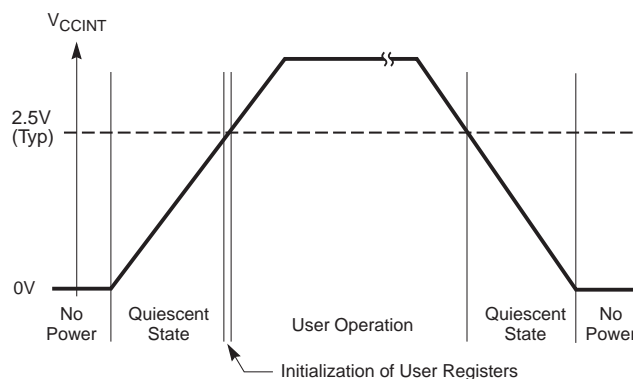 VCCINT
2.5V
(Typ)
0V
No
Power
Quiescent
State
User Operation
Quiescent
State
No
Power
Initialization of User Registers